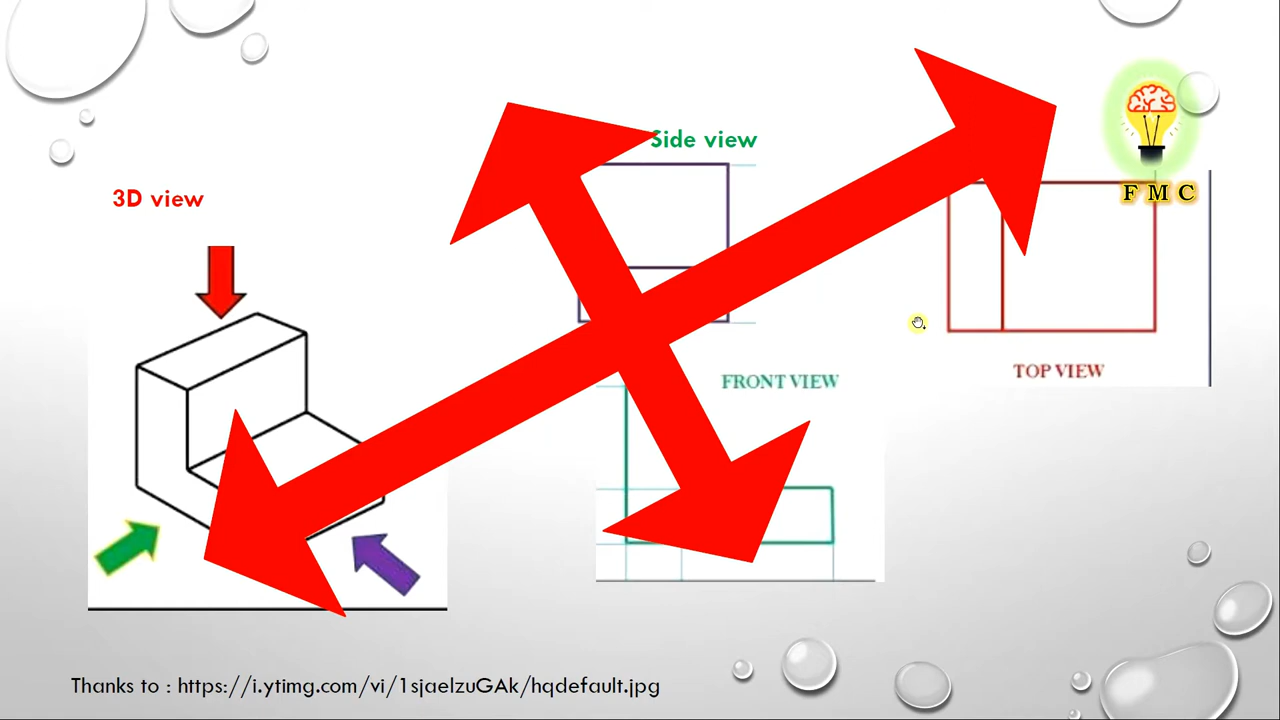 Side view
F M C
3D view
FRONT VIEW
TOP VIEW
Thanks to : https://i.ytimg.com/vi/1sjaelzuGAk/hqdefault.jpg